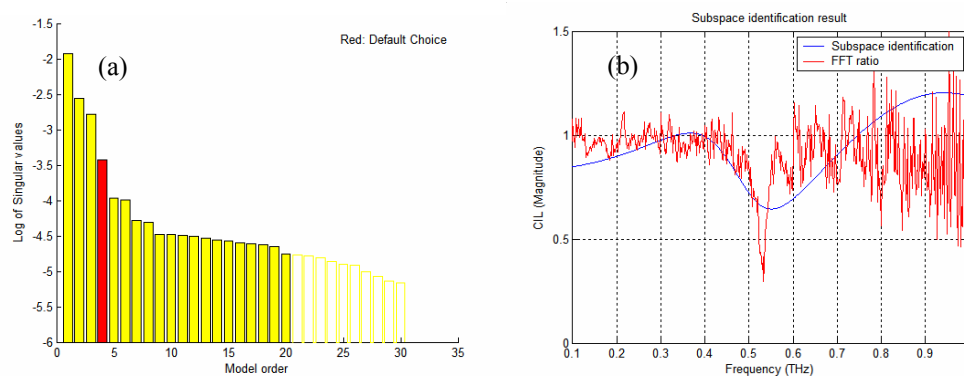 -1.5
-2
-2.5
-3
-3.5
-4
-4.5
-5
-5.5
-6
Log of Singular values
(a)
Red: Default Choice
0 5 10 15 20 25 30 35
Model order
Subspace identification result
1.5
1
0.5
0
CIL (Magnitude)
(b)
Subspace identification
FFT ratio
0.1 0.2 0.3 0.4 0.5 0.6 0.7 0.8 0.9
Frequency (THz)